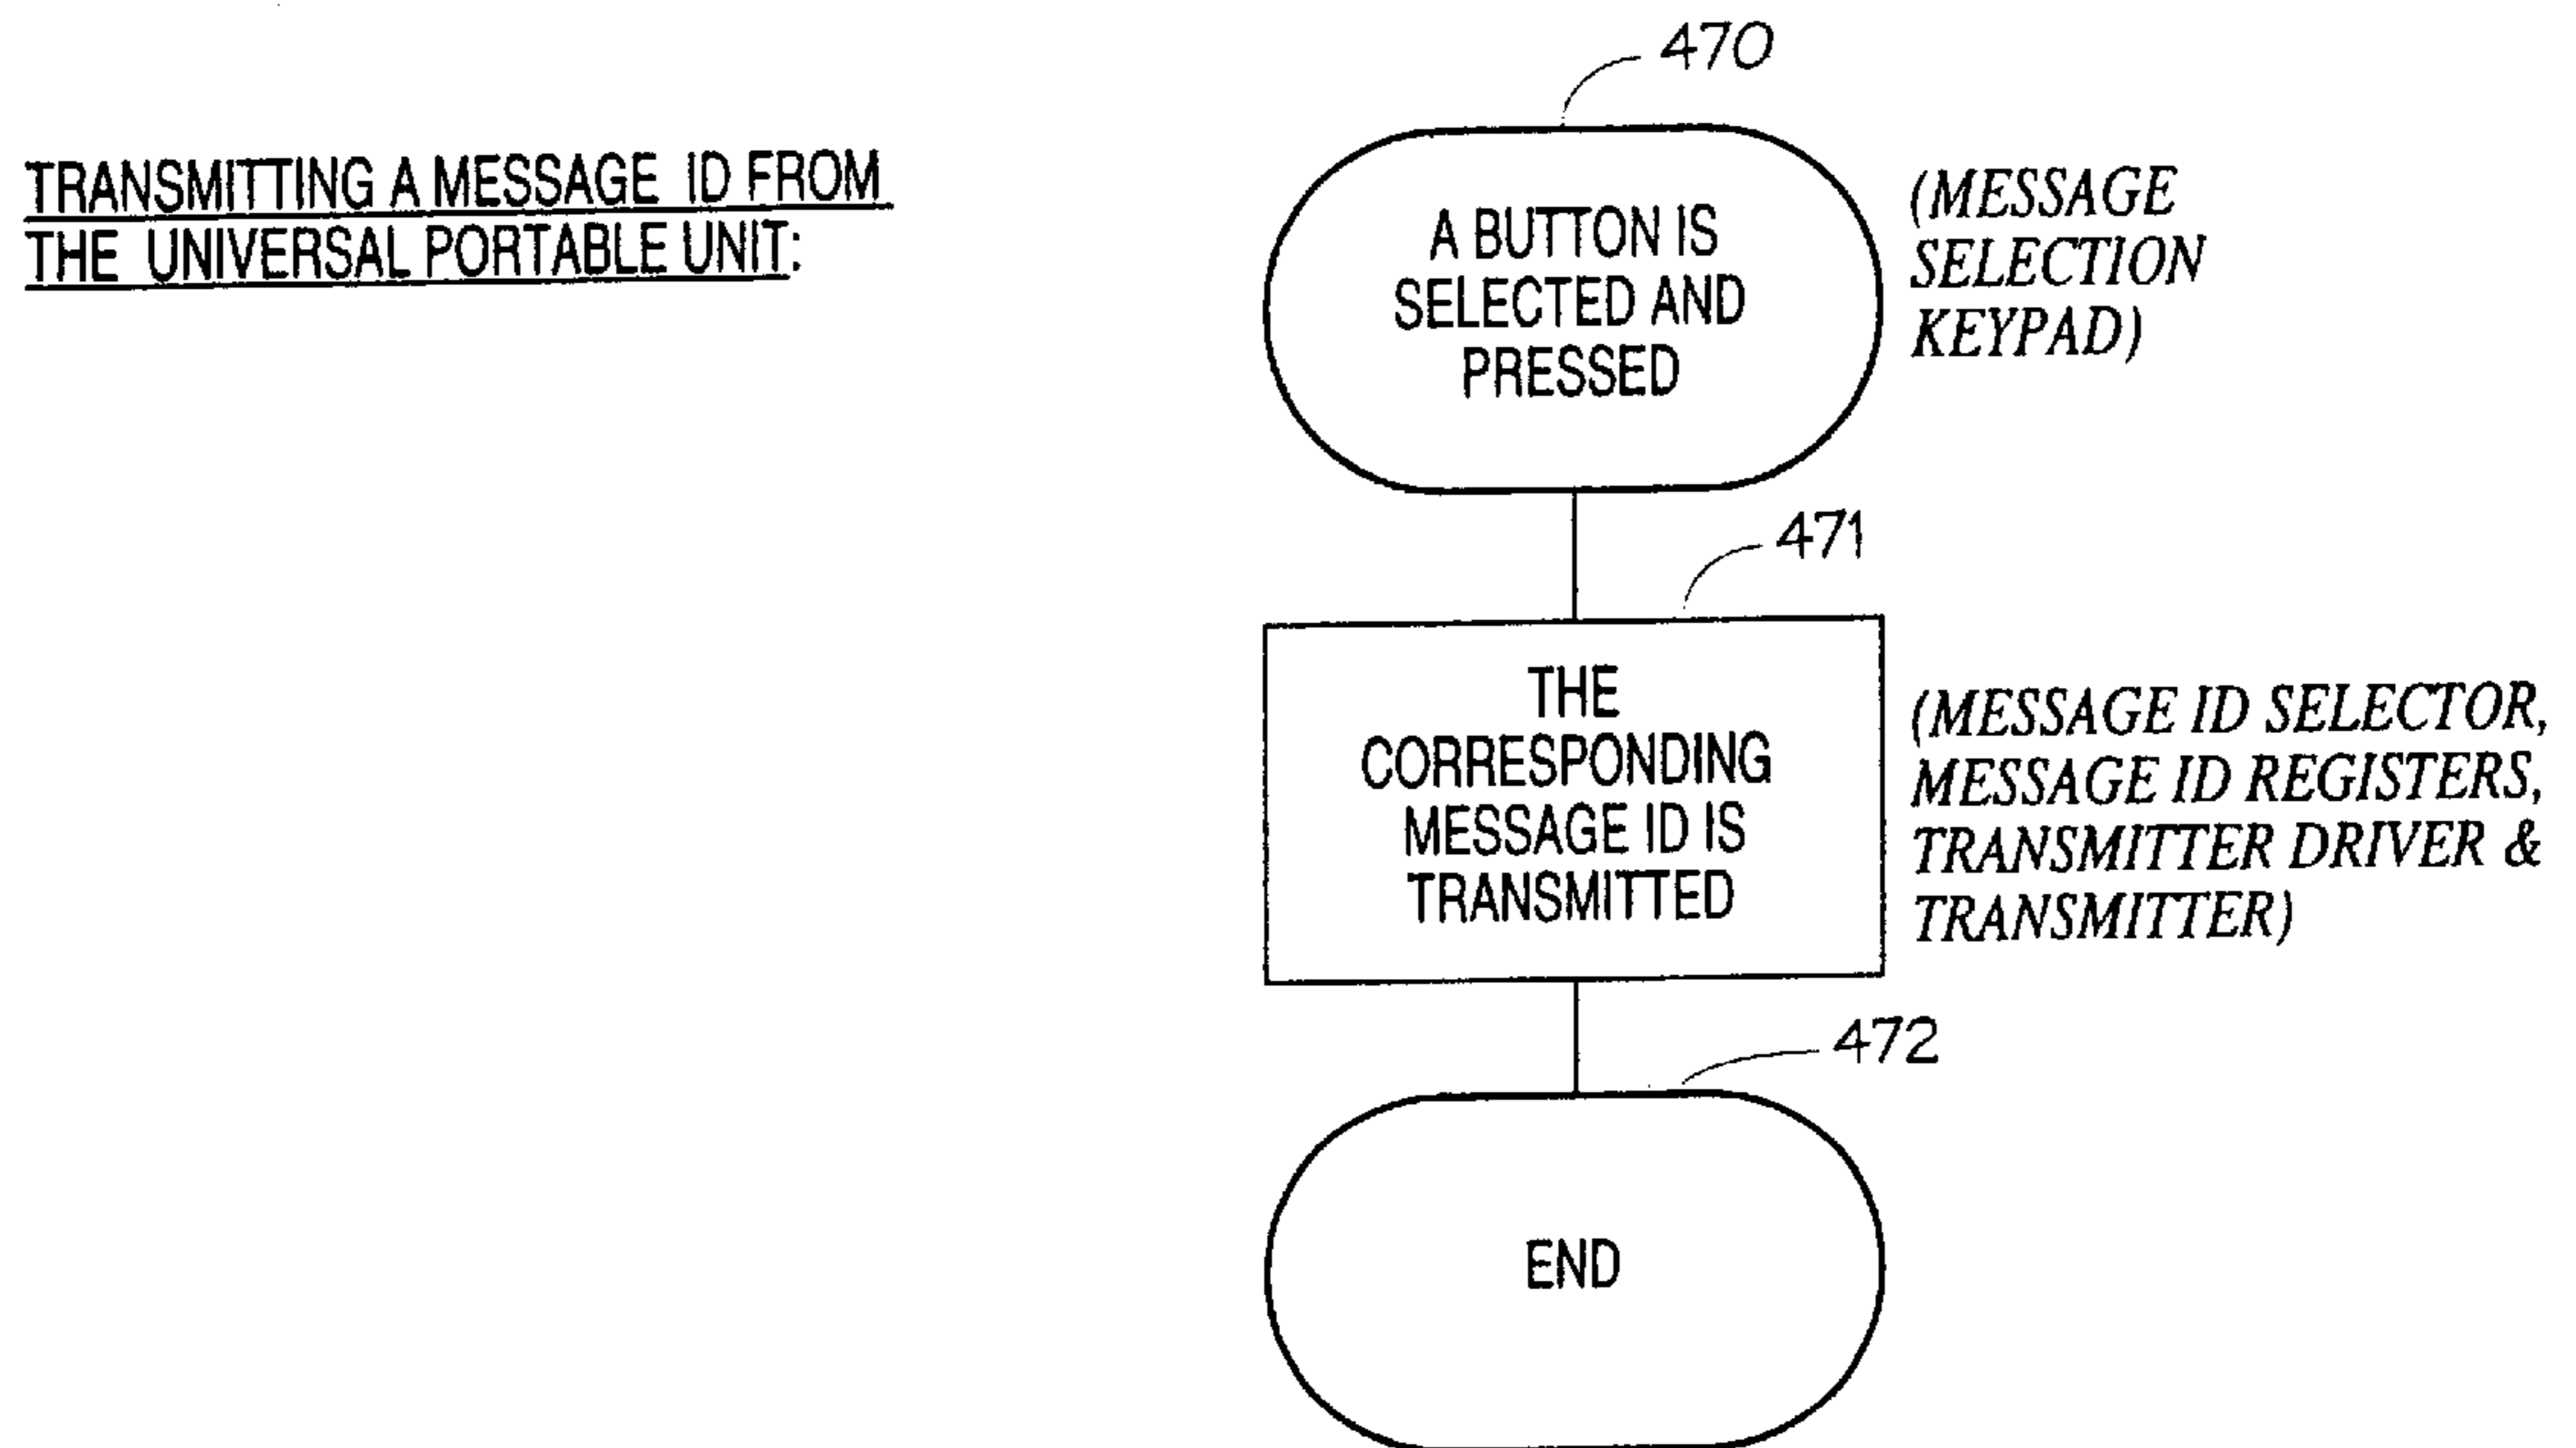 TRANSMITTING A MESSAGE ID FROM
THE UNIVERSAL PORTABLE UNIT:
470
A BUTTON IS
SELECTED AND
PRESSED
(MESSAGE
SELECTION
KEYPAD)
471
THE
CORRESPONDING
MESSAGE ID IS
TRANSMITTED
(MESSAGE ID SELECTOR,
MESSAGE ID REGISTERS,
TRANSMITTER DRIVER &
TRANSMITTER)
472
END